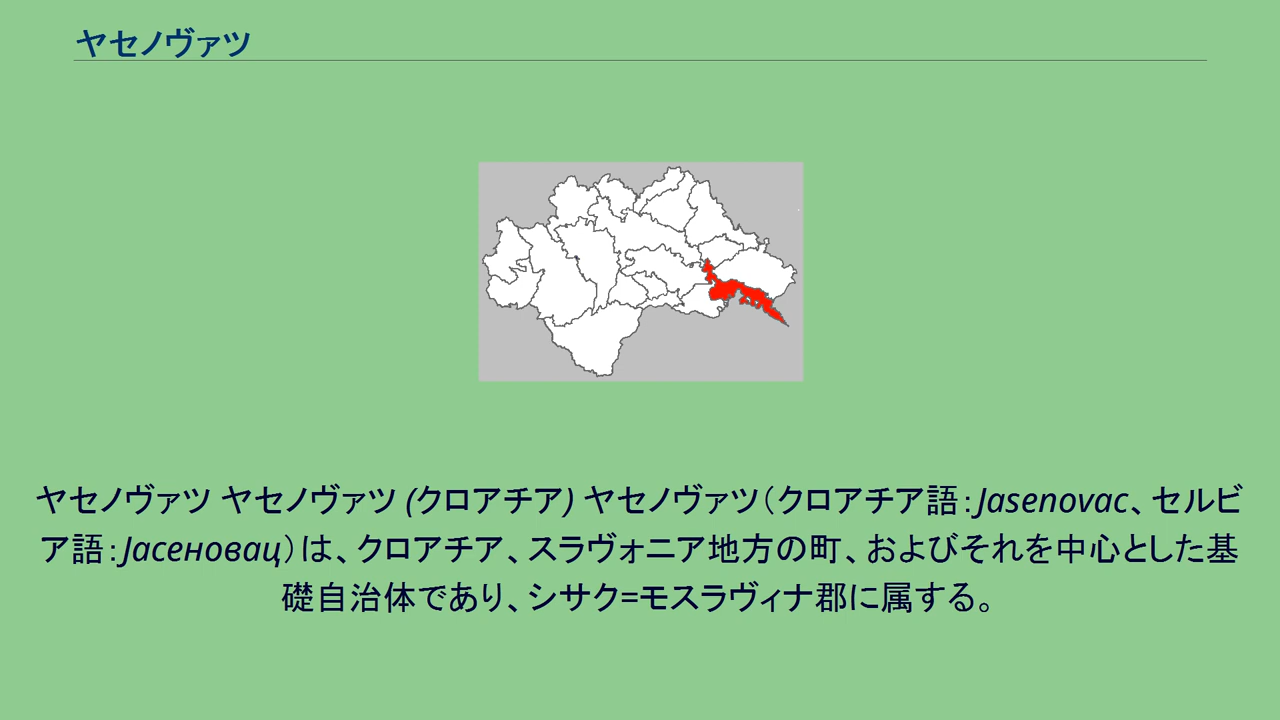 ヤセノヴァツ
ヤセノヴァツ ヤセノヴァツ (クロアチア) ヤセノヴァツ（クロアチア語：Jasenovac、セルビ
ア語：Јасеновац）は、クロアチア、スラヴォニア地方の町、およびそれを中心とした基
礎自治体であり、シサク=モスラヴィナ郡に属する。